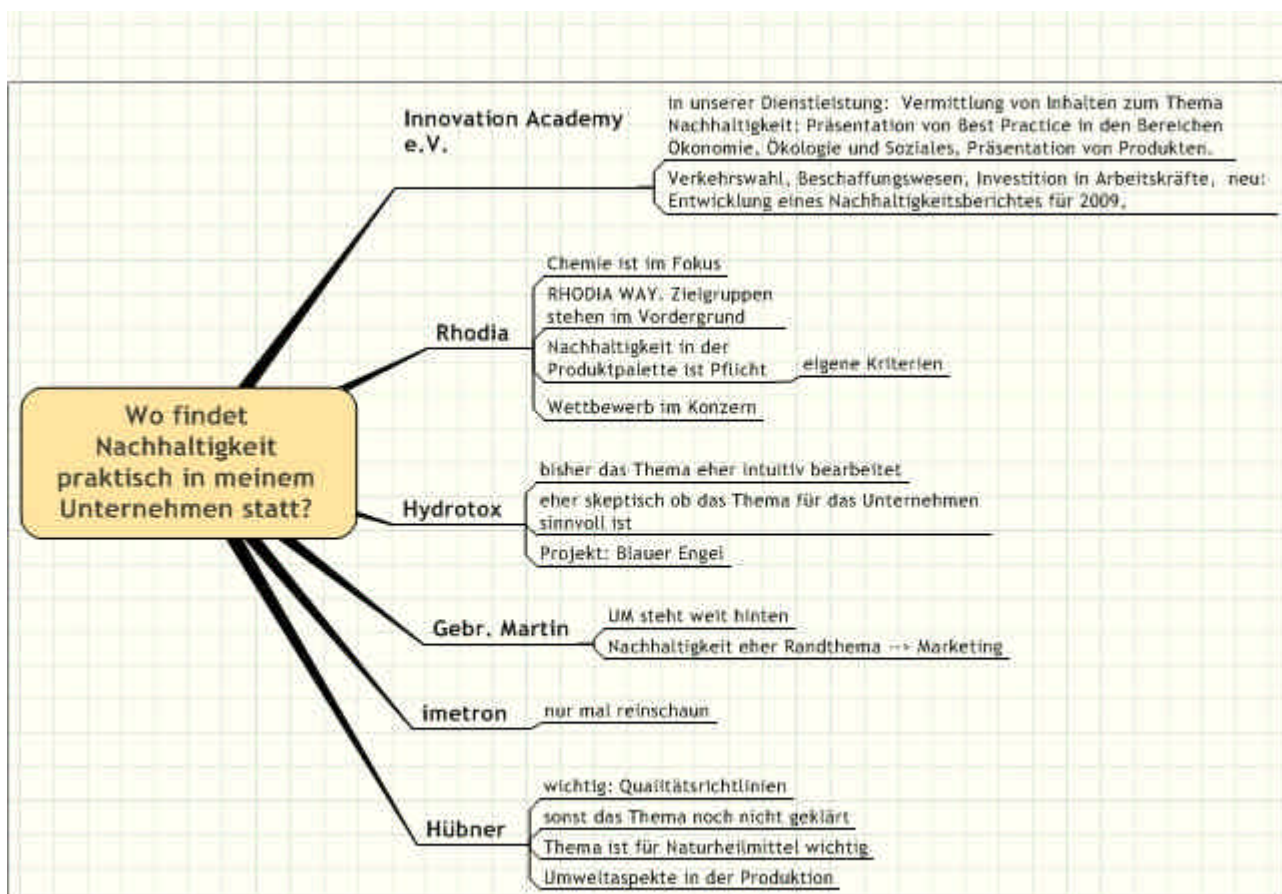 Innovation Academy
e.V.
In unserer Dienstleistung: Vermittlung von Inhalten zum Thema
Nachhaltigkeit; Präsentation von Best Practice in den Bereichen
Ökonomie, Ökologie und Soziales, Präsentation von Produkten.
Verkehrswahl, Beschaffungswesen, Investition in Arbeitskräfte, neu:
Entwicklung eines Nachhaltigkeitsberichtes für 2009,
Rhodia
Chemie ist im Fokus
RHODIA WAY. Zielgruppen
stehen im Vordergrund
Nachhaltigkeit in der
Produktpalette ist Pflicht
eigene Kriterien
Wettbewerb im Konzern
Wo findet
Nachhaltigkeit
praktisch in meinem
Unternehmen statt?
Hydrotox
bisher das Thema eher intuitiv bearbeitet
eher skeptisch ob das Thema für das Unternehmen
sinnvoll ist
Projekt: Blauer Engel
Gebr. Martin
UM steht weit hinten
Nachhaltigkeit eher Randthema --> Marketing
imetron
nur mal reinschaun
Hübner
wichtig: Qualitätsrichtlinien
sonst das Thema noch nicht geklärt
Thema ist für Naturheilmittel wichtig
Umweltaspekte in der Produktion